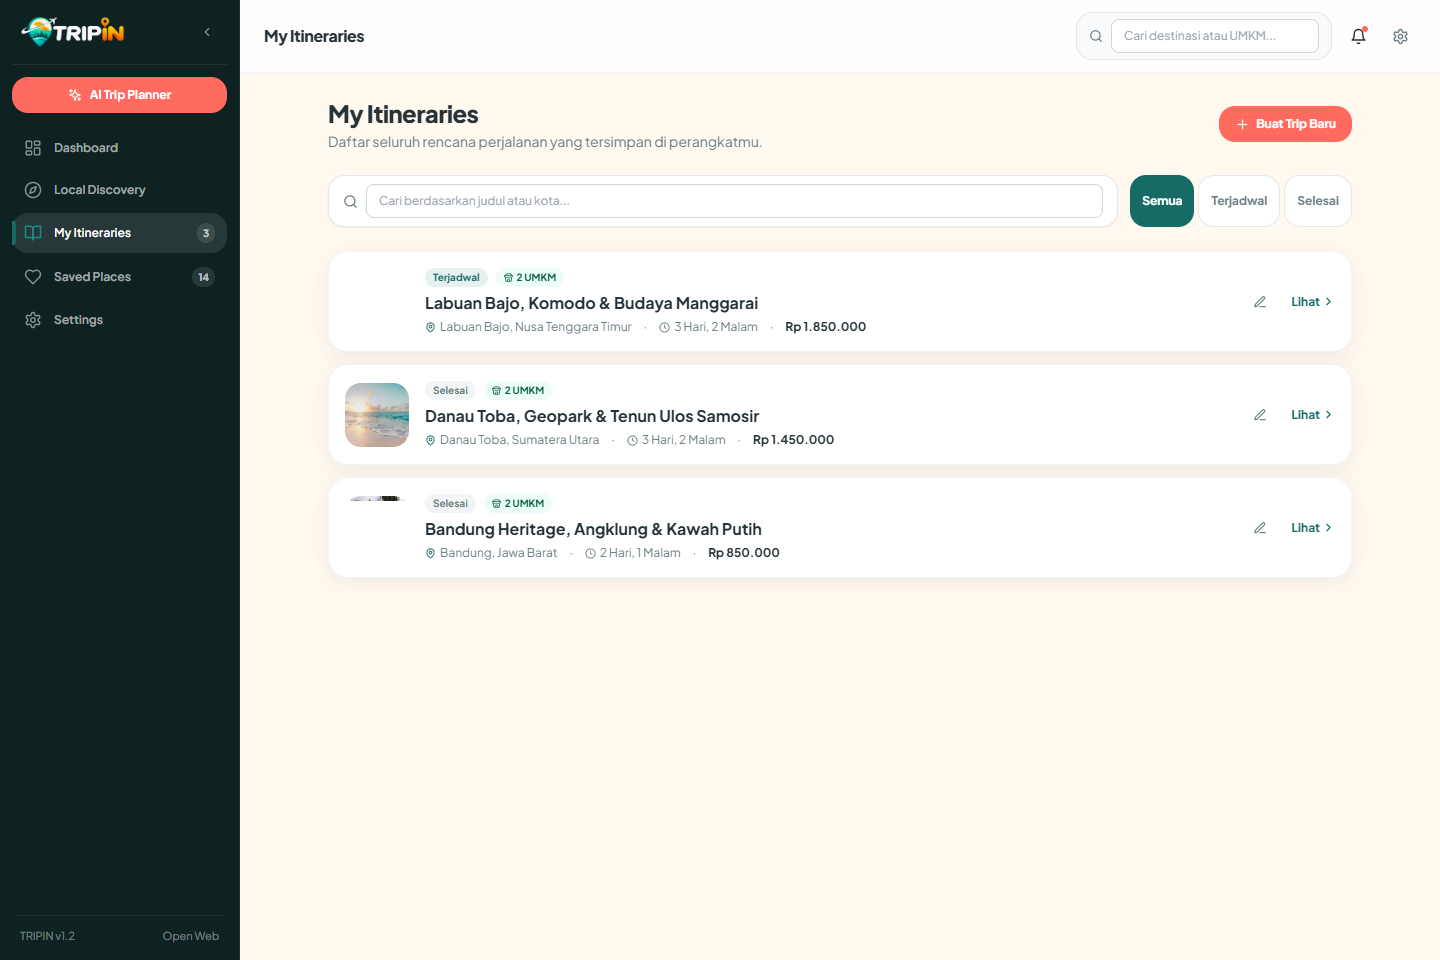 TRIPIN
My Itineraries
Cari destinasi atau UMKM...
AI Trip Planner
Dashboard
Local Discovery
My Itineraries 3
Saved Places 14
Settings
TRIPIN v1.2 Open Web
My Itineraries
Daftar seluruh rencana perjalanan yang tersimpan di perangkatmu.
Buat Trip Baru
Cari berdasarkan judul atau kota...
Semua Terjadwal Selesai
Terjadwal 2 UMKM
Labuan Bajo, Komodo & Budaya Manggarai
Labuan Bajo, Nusa Tenggara Timur · 3 Hari, 2 Malam · Rp 1.850.000
Lihat
Selesai 2 UMKM
Danau Toba, Geopark & Tenun Ulos Samosir
Danau Toba, Sumatera Utara · 3 Hari, 2 Malam · Rp 1.450.000
Lihat
Selesai 2 UMKM
Bandung Heritage, Angklung & Kawah Putih
Bandung, Jawa Barat · 2 Hari, 1 Malam · Rp 850.000
Lihat